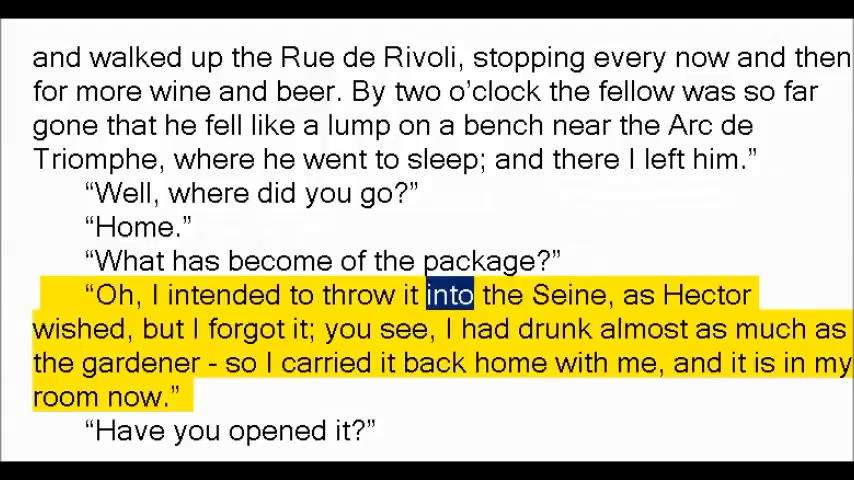 and walked up the Rue de Rivoli, stopping every now and then
for more wine and beer. By two o’clock the fellow was so far
gone that he fell like a lump on a bench near the Arc de
Triomphe, where he went to sleep; and there I left him.”
“Well, where did you go?”
“Home.”
“What has become of the package?”
“Oh, I intended to throw it into the Seine, as Hector
wished, but I forgot it; you see, I had drunk almost as much as
the gardener - so I carried it back home with me, and it is in my
room now.”
“Have you opened it?”